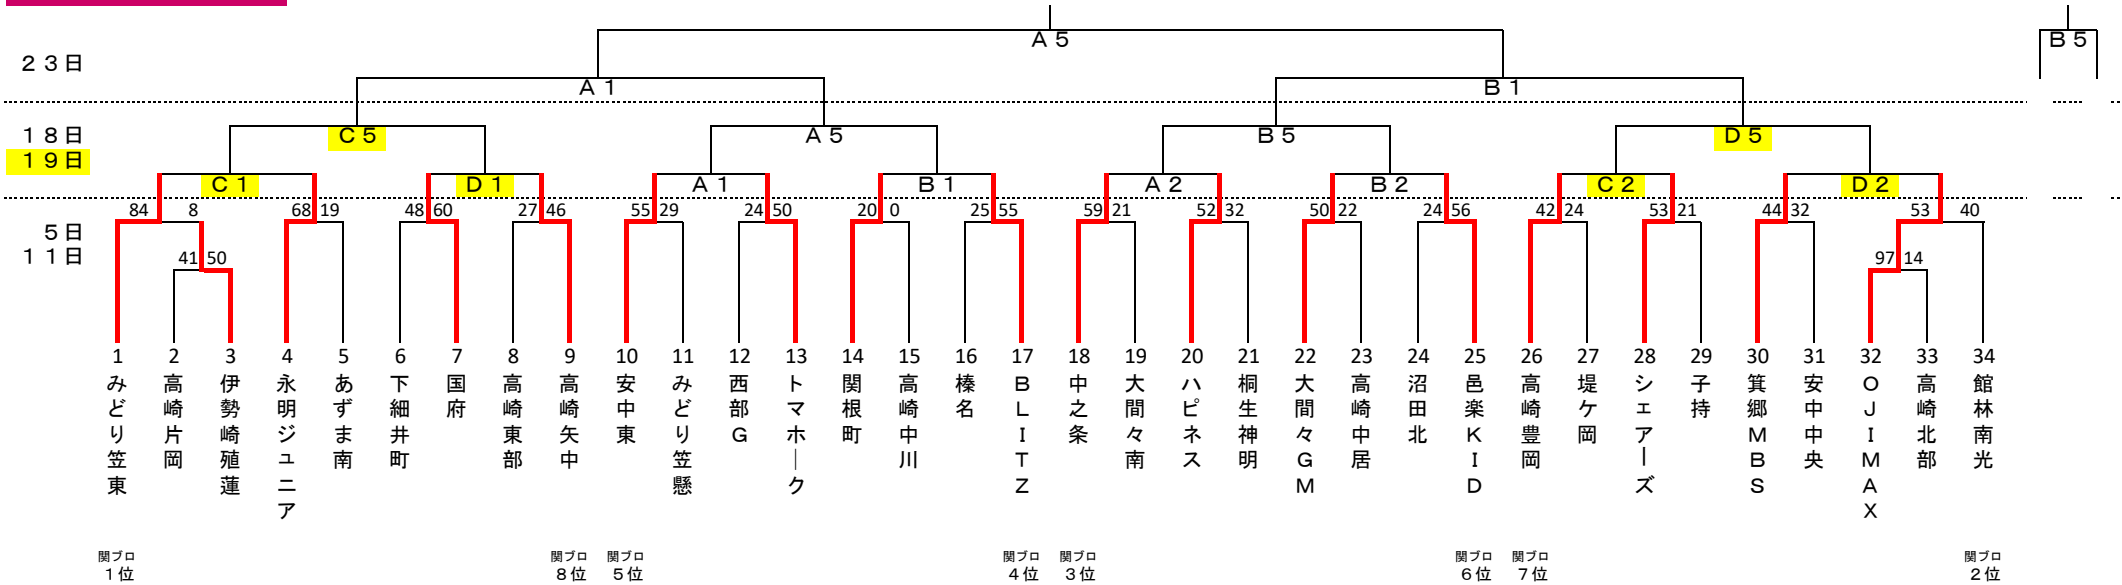 Ａ５
Ｂ５
２３日
Ａ１
Ｂ１
１８日
Ｃ５
Ａ５
Ｂ５
Ｄ５
１９日
Ｃ１
Ｄ１
Ａ１
Ｂ１
Ａ２
Ｂ２
Ｃ２
Ｄ２
84 8 68 19 48 60 27 46 55 29 24 50 20 0 25 55 59 21 52 32 50 22 24 56 42 24 53 21 44 32 53 40
５日
１１日
41 50 97 14
1 2 3 4 5 6 7 8 9 10 11 12 13 14 15 16 17 18 19 20 21 22 23 24 25 26 27 28 29 30 31 32 33 34
みどり笠東
高崎片岡
伊勢崎殖蓮
永明ジュニア
あずま南
下細井町
国府
高崎東部
高崎矢中
安中東
みどり笠懸
西部Ｇ
トマホーク
関根町
高崎中川
榛名
ＢＬＩＴＺ
中之条
大間々南
ハピネス
桐生神明
大間々ＧＭ
高崎中居
沼田北
邑楽ＫＩＤ
高崎豊岡
堤ケ岡
シェアーズ
子持
箕郷ＭＢＳ
安中中央
ＯＪＩＭＡＸ
高崎北部
館林南光
関ブロ
１位
関ブロ
８位
関ブロ
５位
関ブロ
４位
関ブロ
３位
関ブロ
６位
関ブロ
７位
関ブロ
２位